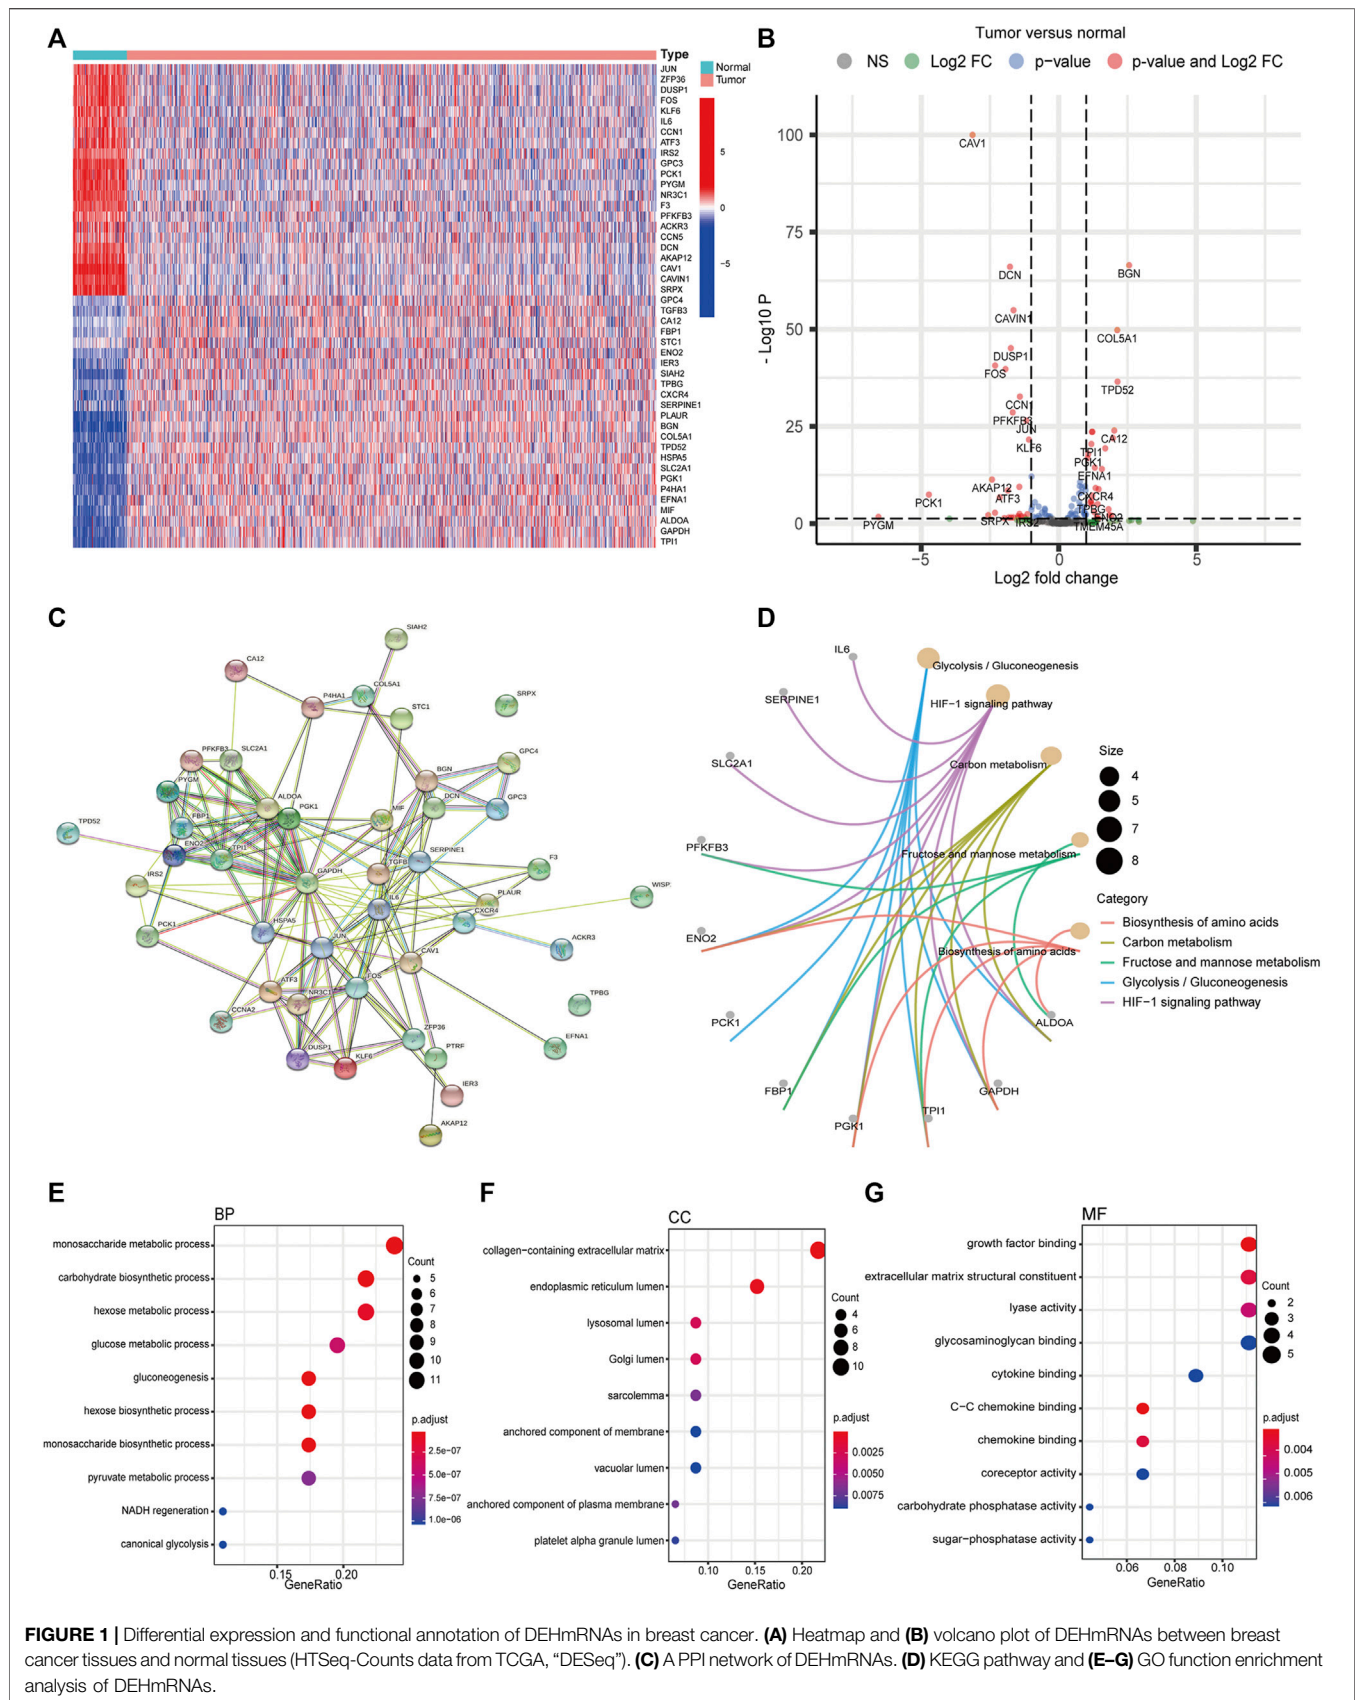 A
Type
Normal
Tumor
5
0
−5
JUN
ZFP36
DUSP1
FOS
KLF6
IL6
CCN1
ATF3
IRS2
GPC3
PCK1
PYGM
NR3C1
F3
PFKFB3
ACKR3
CCN5
DCN
AKAP12
CAV1
CAVIN1
SRPX
GPC4
TGFB3
CA12
FBP1
STC1
ENO2
IER3
SIAH2
TPBG
CXCR4
SERPINE1
PLAUR
BGN
COL5A1
TPD52
HSPA5
SLC2A1
PGK1
P4HA1
EFNA1
MIF
ALDOA
GAPDH
TPI1
B
Tumor versus normal
NS Log2 FC p−value p−value and Log2 FC
- Log10 P
100
75
50
25
0
CAV1
DCN
BGN
CAVIN1
COL5A1
DUSP1
FOS
TPD52
CCN1
PFKFB3
JUN
CA12
KLF6
TPI1
PGK1
EFNA1
AKAP12
ATF3
CXCR4
PCK1
TPBG
SRPX
IRS2
ENO2
PYGM
TMEM45A
−5 0 5
Log2 fold change
C
SIAH2
CA12
P4HA1
COL5A1
SRPX
STC1
PFKFB3
SLC2A1
BGN
GPC4
PYGM
ALDOA
PGK1
DCN
GPC3
MIF
FBP1
TPD52
ENO2
TPI1
TGFB
SERPINE1
F3
GAPDH
IRS2
IL6
PLAUR
WISP
CXCR4
PCK1
HSPA5
JUN
ACKR3
CAV1
ATF3
NR3C1
FOS
TPBG
CCNA2
ZFP36
EFNA1
DUSP1
KLF6
PTRF
IER3
AKAP12
D
IL6
SERPINE1
SLC2A1
PFKFB3
ENO2
PCK1
FBP1
PGK1
TPI1
GAPDH
ALDOA
Glycolysis / Gluconeogenesis
HIF−1 signaling pathway
Carbon metabolism
Fructose and mannose metabolism
Biosynthesis of amino acids
Size
4
5
7
8
Category
Biosynthesis of amino acids
Carbon metabolism
Fructose and mannose metabolism
Glycolysis / Gluconeogenesis
HIF−1 signaling pathway
E
BP
monosaccharide metabolic process
carbohydrate biosynthetic process
hexose metabolic process
glucose metabolic process
gluconeogenesis
hexose biosynthetic process
monosaccharide biosynthetic process
pyruvate metabolic process
NADH regeneration
canonical glycolysis
0.15 0.20
GeneRatio
Count
5
6
7
8
9
10
11
p.adjust
2.5e−07
5.0e−07
7.5e−07
1.0e−06
F
CC
collagen−containing extracellular matrix
endoplasmic reticulum lumen
lysosomal lumen
Golgi lumen
sarcolemma
anchored component of membrane
vacuolar lumen
anchored component of plasma membrane
platelet alpha granule lumen
0.10 0.15 0.20
GeneRatio
Count
4
6
8
10
p.adjust
0.0025
0.0050
0.0075
G
MF
growth factor binding
extracellular matrix structural constituent
lyase activity
glycosaminoglycan binding
cytokine binding
C−C chemokine binding
chemokine binding
coreceptor activity
carbohydrate phosphatase activity
sugar−phosphatase activity
0.06 0.08 0.10
GeneRatio
Count
2
3
4
5
p.adjust
0.004
0.005
0.006
FIGURE 1 | Differential expression and functional annotation of DEHmRNAs in breast cancer. (A) Heatmap and (B) volcano plot of DEHmRNAs between breast
cancer tissues and normal tissues (HTSeq-Counts data from TCGA, “DESeq”). (C) A PPI network of DEHmRNAs. (D) KEGG pathway and (E–G) GO function enrichment
analysis of DEHmRNAs.